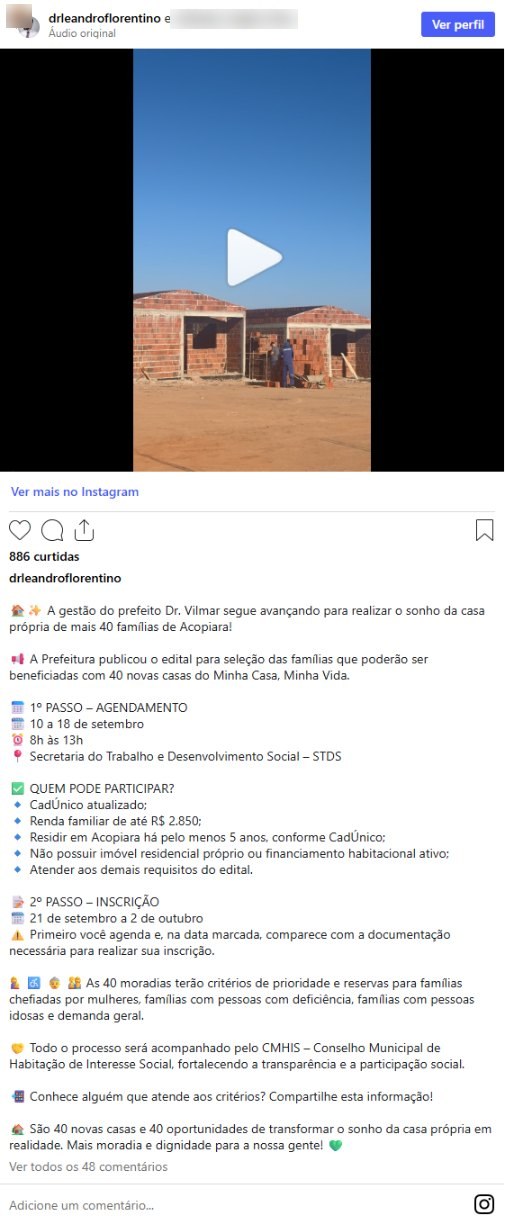 drleandroflorentino e
Áudio original
Ver perfil
Ver mais no Instagram
886 curtidas
drleandroflorentino
🏠✨ A gestão do prefeito Dr. Vilmar segue avançando para realizar o sonho da casa
própria de mais 40 famílias de Acopiara!
📢 A Prefeitura publicou o edital para seleção das famílias que poderão ser
beneficiadas com 40 novas casas do Minha Casa, Minha Vida.
🗓️ 1º PASSO – AGENDAMENTO
🗓️ 10 a 18 de setembro
⏰ 8h às 13h
📍 Secretaria do Trabalho e Desenvolvimento Social – STDS
✅ QUEM PODE PARTICIPAR?
🔹 CadÚnico atualizado;
🔹 Renda familiar de até R$ 2.850;
🔹 Residir em Acopiara há pelo menos 5 anos, conforme CadÚnico;
🔹 Não possuir imóvel residencial próprio ou financiamento habitacional ativo;
🔹 Atender aos demais requisitos do edital.
📝 2º PASSO – INSCRIÇÃO
🗓️ 21 de setembro a 2 de outubro
⚠️ Primeiro você agenda e, na data marcada, comparece com a documentação
necessária para realizar sua inscrição.
As 40 moradias terão critérios de prioridade e reservas para famílias
chefiadas por mulheres, famílias com pessoas com deficiência, famílias com pessoas
idosas e demanda geral.
🤝 Todo o processo será acompanhado pelo CMHIS – Conselho Municipal de
Habitação de Interesse Social, fortalecendo a transparência e a participação social.
📲 Conhece alguém que atende aos critérios? Compartilhe esta informação!
🏠 São 40 novas casas e 40 oportunidades de transformar o sonho da casa própria em
realidade. Mais moradia e dignidade para a nossa gente! 💚
Ver todos os 48 comentários
Adicione um comentário...